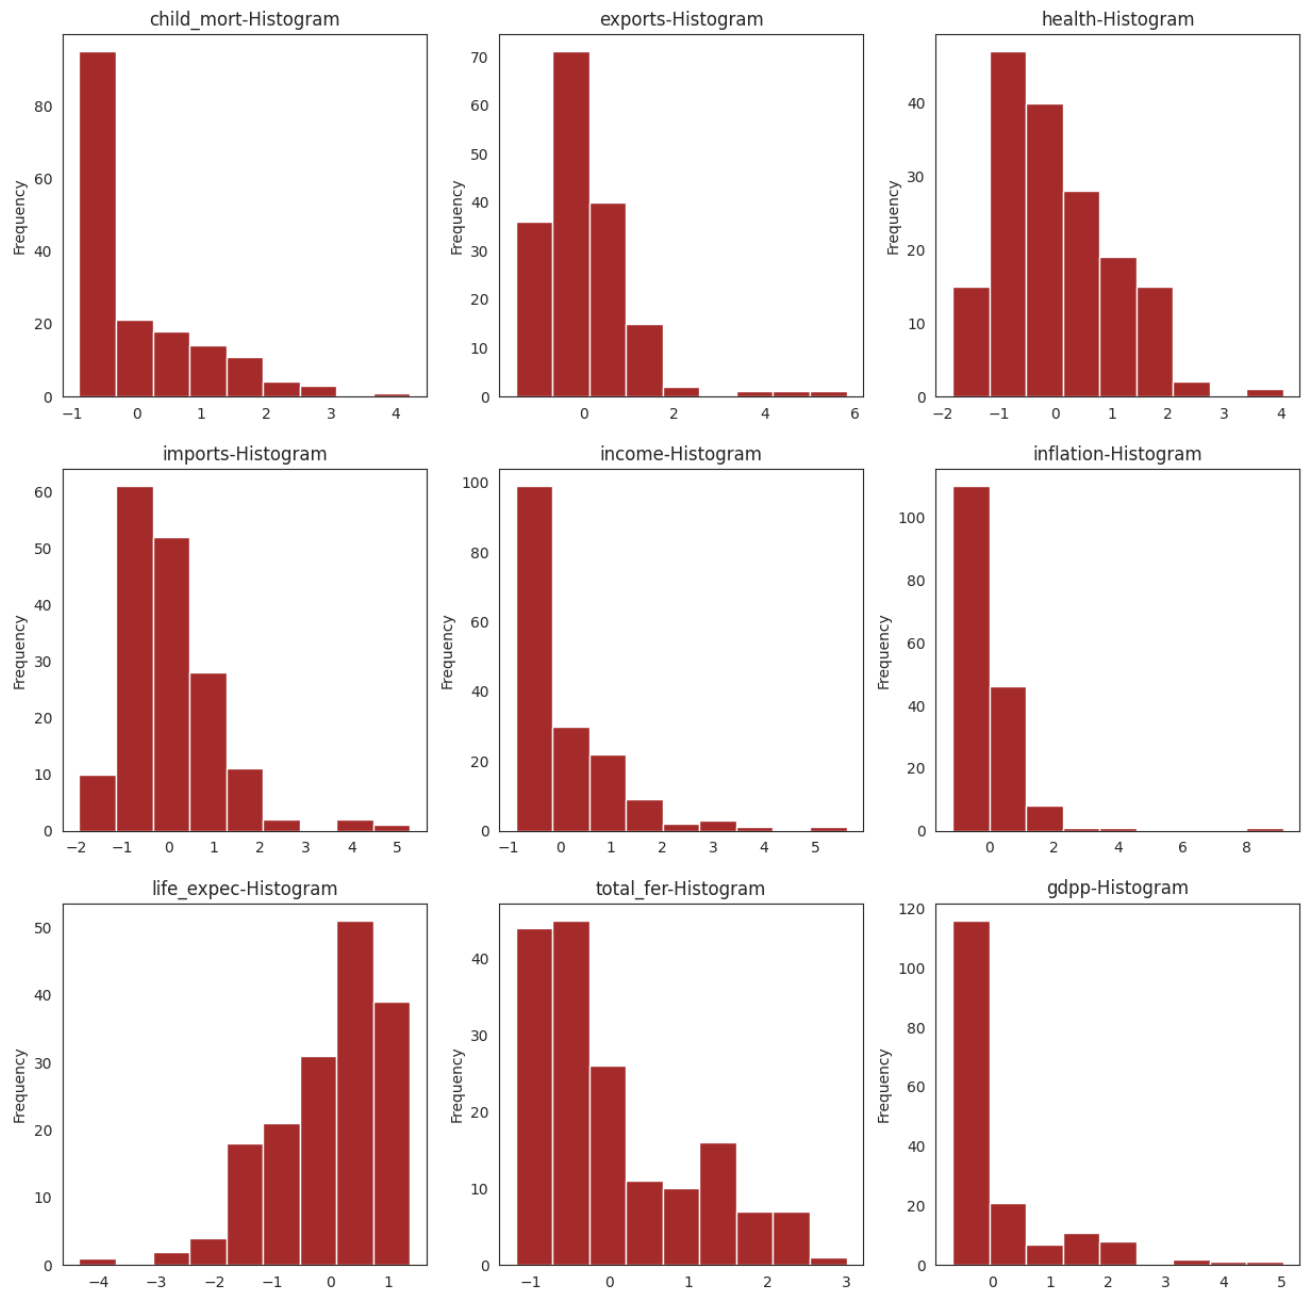 child_mort-Histogram
Frequency
0
20
40
60
80
−1 0 1 2 3 4
exports-Histogram
Frequency
0
10
20
30
40
50
60
70
0 2 4 6
health-Histogram
Frequency
0
10
20
30
40
−2 −1 0 1 2 3 4
imports-Histogram
Frequency
0
10
20
30
40
50
60
−2 −1 0 1 2 3 4 5
income-Histogram
Frequency
0
20
40
60
80
100
−1 0 1 2 3 4 5
inflation-Histogram
Frequency
0
20
40
60
80
100
0 2 4 6 8
life_expec-Histogram
Frequency
0
10
20
30
40
50
−4 −3 −2 −1 0 1
total_fer-Histogram
Frequency
0
10
20
30
40
−1 0 1 2 3
gdpp-Histogram
Frequency
0
20
40
60
80
100
120
0 1 2 3 4 5